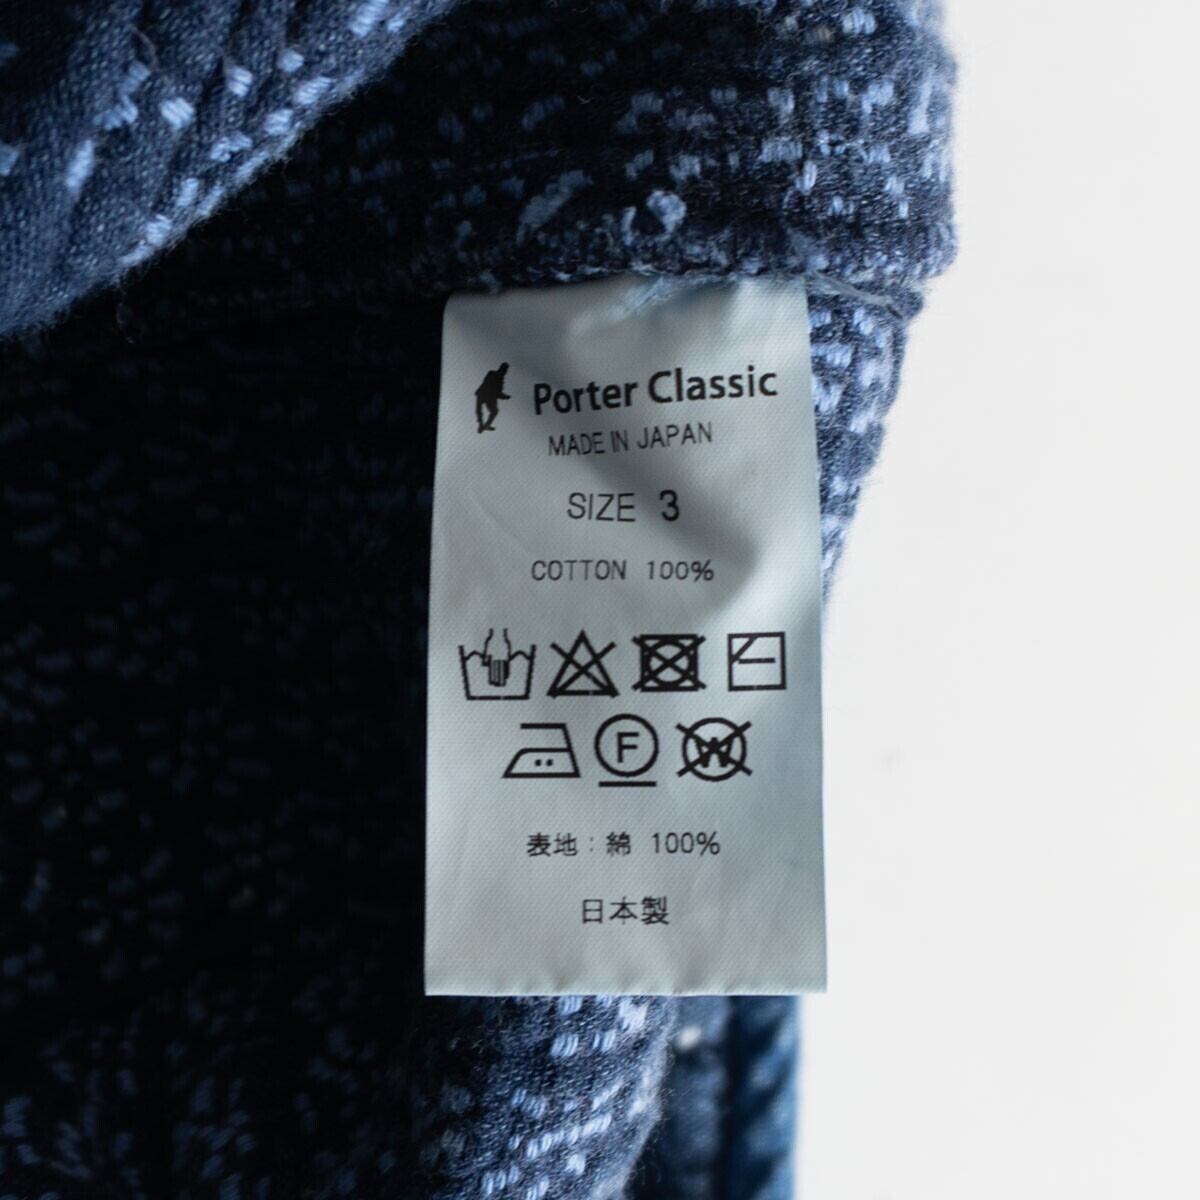 Porter Classic
MADE IN JAPAN
SIZE 3
COTTON 100%
F
W
表地：綿 100%
日本製